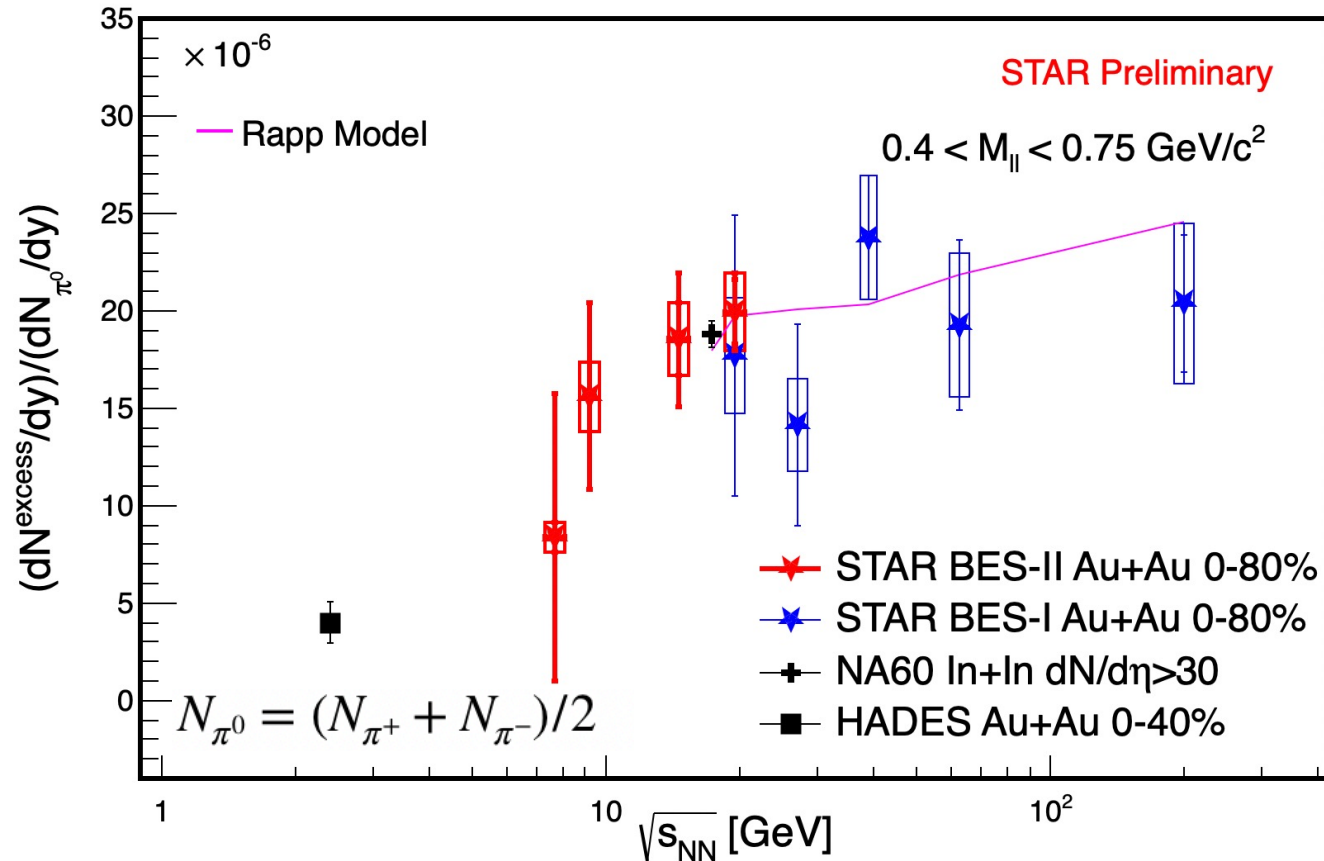 35
× 10⁻⁶
STAR Preliminary
30
Rapp Model
0.4 < M_ll < 0.75 GeV/c²
25
20
15
10
5
0
(dN^excess/dy)/(dN_π⁰/dy)
STAR BES-II Au+Au 0-80%
STAR BES-I Au+Au 0-80%
NA60 In+In dN/dη>30
HADES Au+Au 0-40%
N_π⁰ = (N_π⁺ + N_π⁻)/2
1 10 10²
√s_NN [GeV]